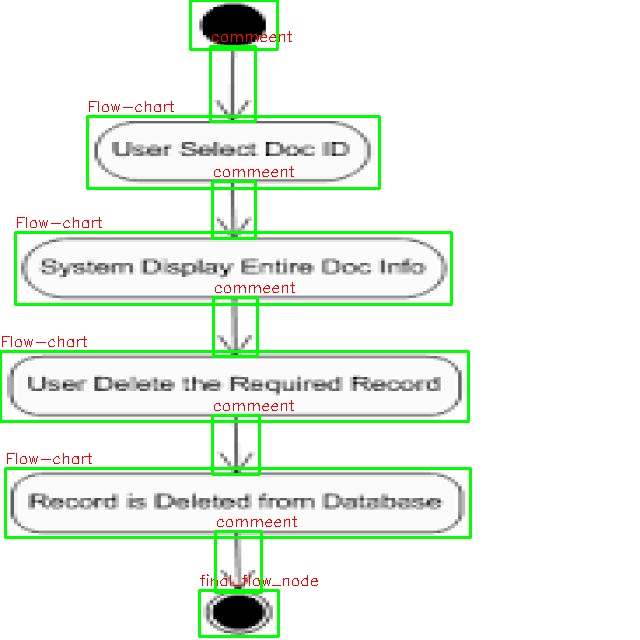 commeent
Flow-chart
User Select Doc ID
commeent
Flow-chart
System Display Entire Doc Info
commeent
Flow-chart
User Delete the Required Record
commeent
Flow-chart
Record is Deleted from Database
commeent
final_flow_node